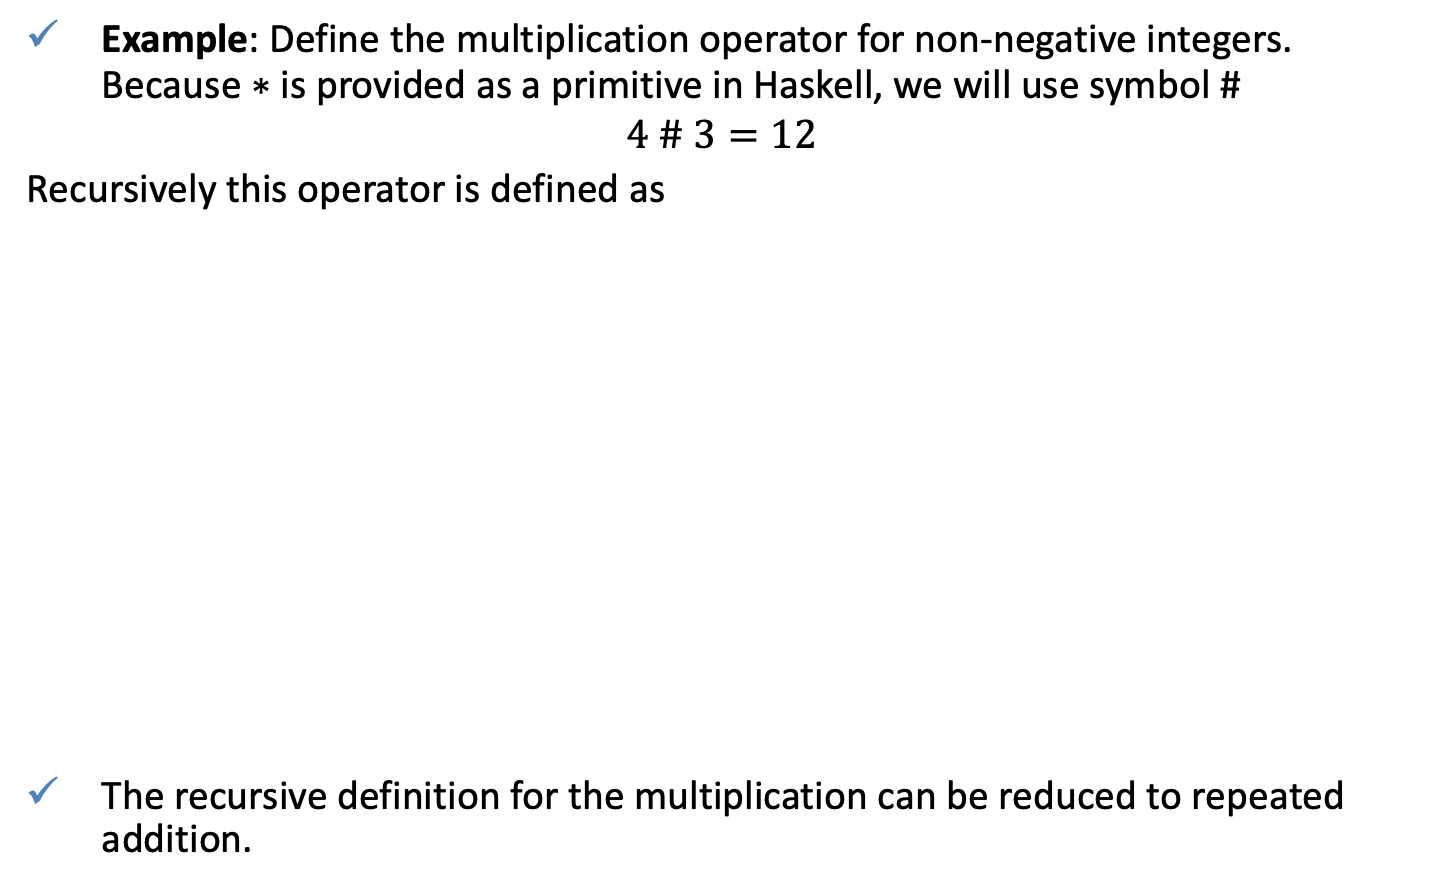 ✓ Example: Define the multiplication operator for non-negative integers.
Because * is provided as a primitive in Haskell, we will use symbol #
4 # 3 = 12
Recursively this operator is defined as
✓ The recursive definition for the multiplication can be reduced to repeated
addition.